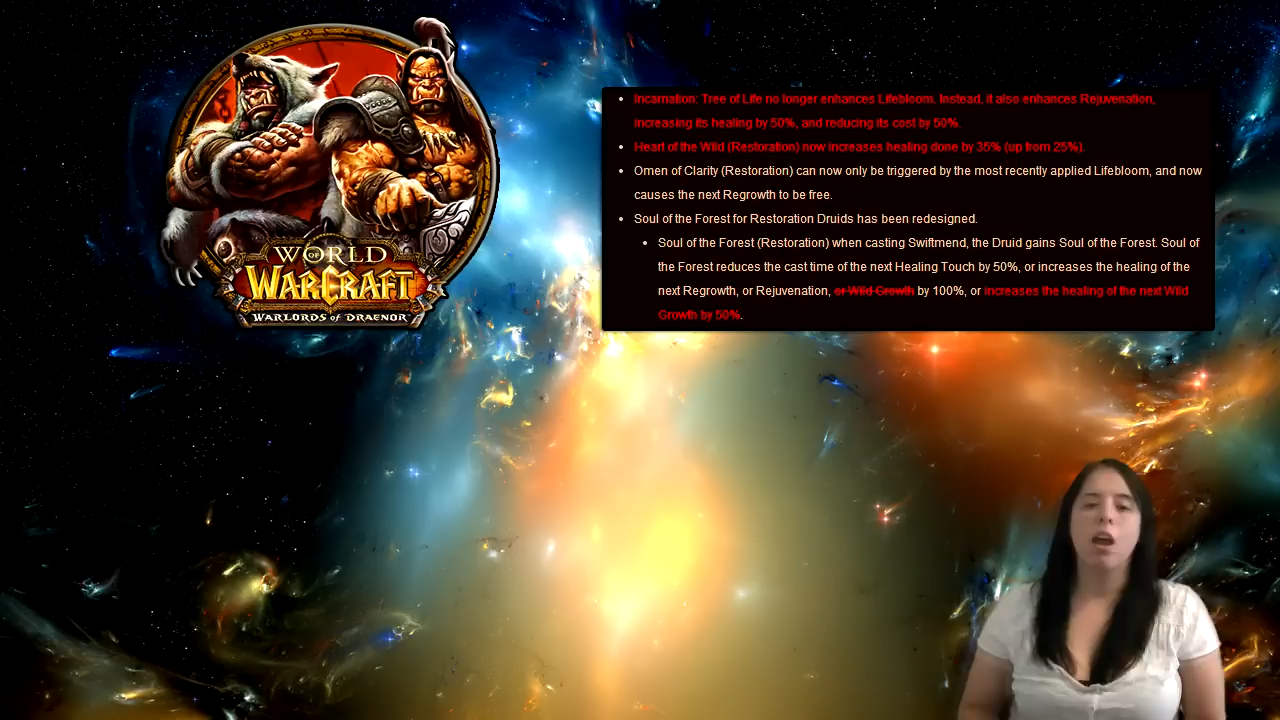 WORLD
OF
WARCRAFT
WARLORDS OF DRAENOR
• Incarnation: Tree of Life no longer enhances Lifebloom. Instead, it also enhances Rejuvenation,
increasing its healing by 50%, and reducing its cost by 50%.
• Heart of the Wild (Restoration) now increases healing done by 35% (up from 25%).
• Omen of Clarity (Restoration) can now only be triggered by the most recently applied Lifebloom, and now
causes the next Regrowth to be free.
• Soul of the Forest for Restoration Druids has been redesigned.
• Soul of the Forest (Restoration) when casting Swiftmend, the Druid gains Soul of the Forest. Soul of
the Forest reduces the cast time of the next Healing Touch by 50%, or increases the healing of the
next Regrowth, or Rejuvenation, or Wild Growth by 100%, or increases the healing of the next Wild
Growth by 50%.